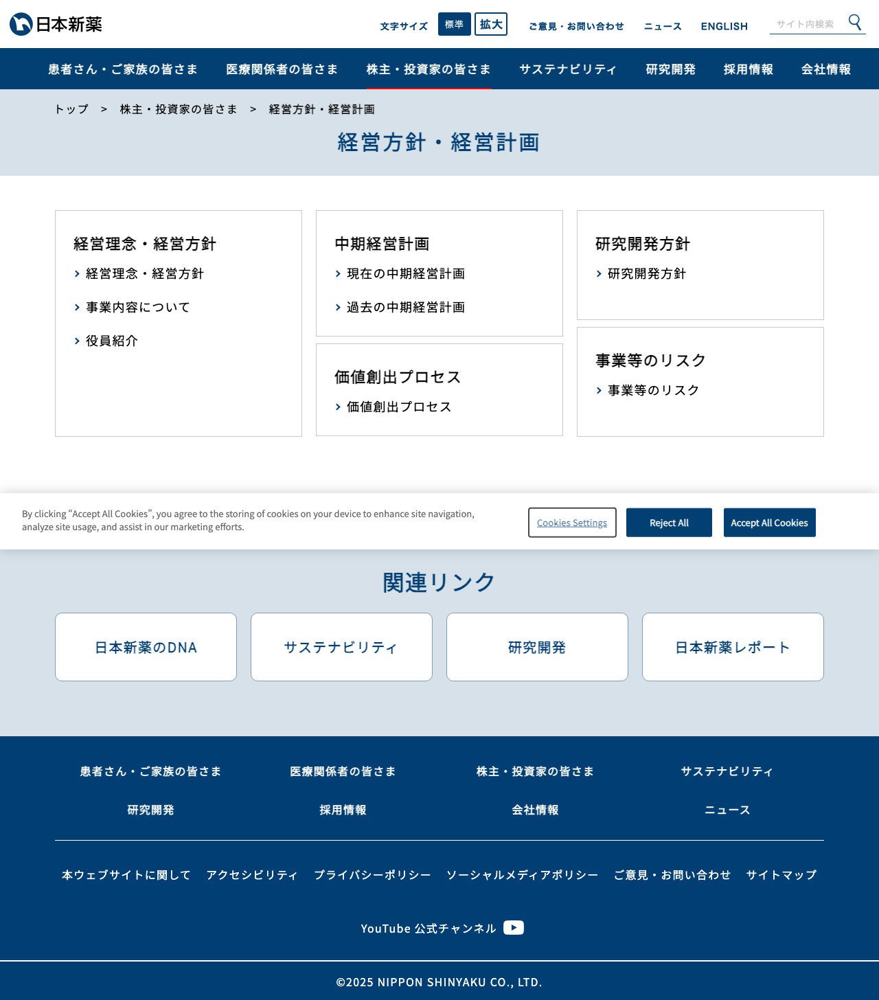 日本新薬
文字サイズ 標準 拡大 ご意見・お問い合わせ ニュース ENGLISH サイト内検索
患者さん・ご家族の皆さま 医療関係者の皆さま 株主・投資家の皆さま サステナビリティ 研究開発 採用情報 会社情報
トップ > 株主・投資家の皆さま > 経営方針・経営計画
経営方針・経営計画
経営理念・経営方針
経営理念・経営方針
事業内容について
役員紹介
中期経営計画
現在の中期経営計画
過去の中期経営計画
価値創出プロセス
価値創出プロセス
研究開発方針
研究開発方針
事業等のリスク
事業等のリスク
By clicking “Accept All Cookies”, you agree to the storing of cookies on your device to enhance site navigation,
analyze site usage, and assist in our marketing efforts.
Cookies Settings Reject All Accept All Cookies
関連リンク
日本新薬のDNA サステナビリティ 研究開発 日本新薬レポート
患者さん・ご家族の皆さま 医療関係者の皆さま 株主・投資家の皆さま サステナビリティ
研究開発 採用情報 会社情報 ニュース
本ウェブサイトに関して アクセシビリティ プライバシーポリシー ソーシャルメディアポリシー ご意見・お問い合わせ サイトマップ
YouTube 公式チャンネル
©2025 NIPPON SHINYAKU CO., LTD.